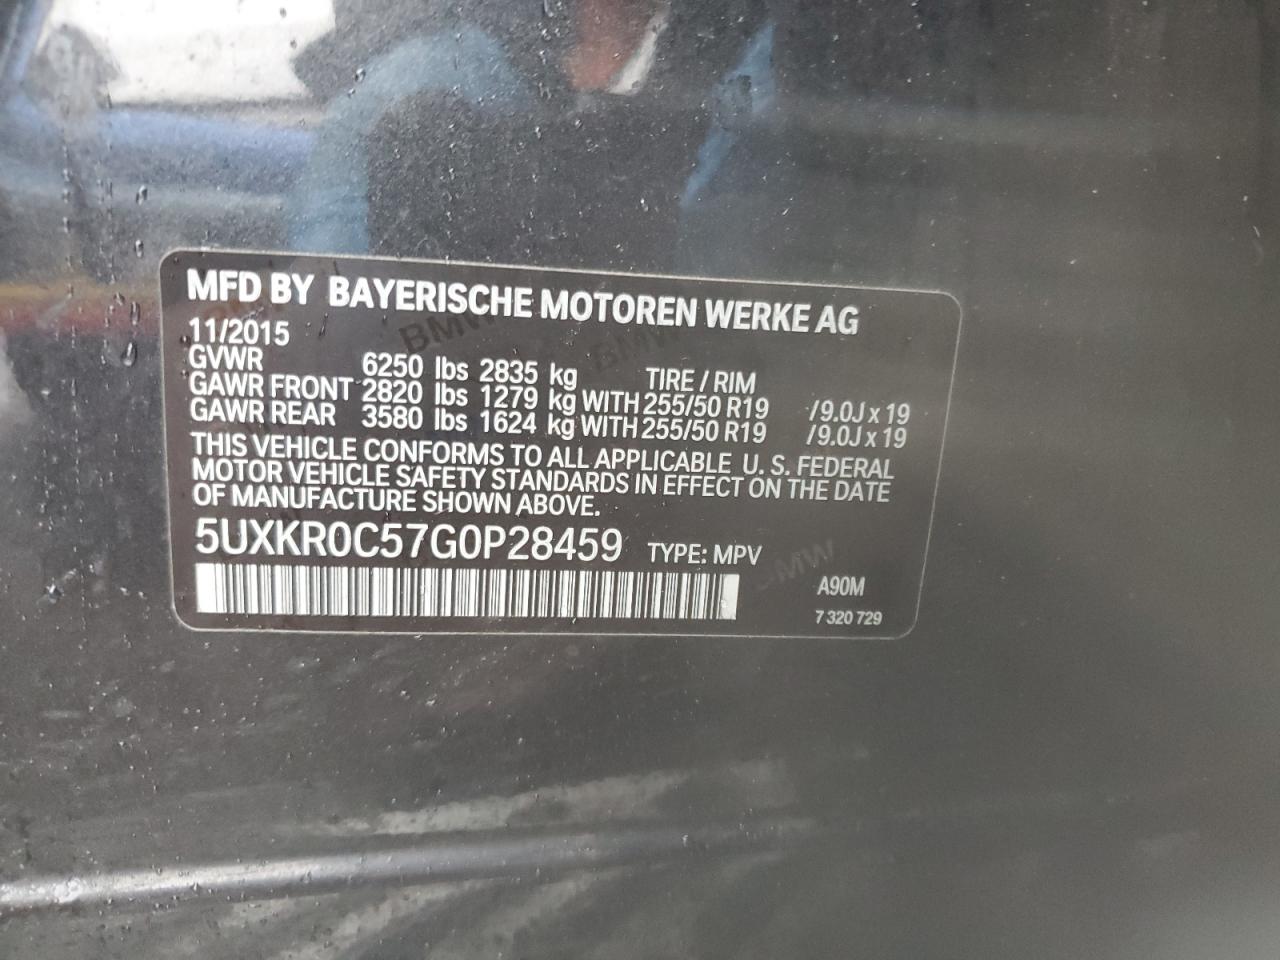 MFD BY BAYERISCHE MOTOREN WERKE AG
11/2015
GVWR 6250 lbs 2835 kg TIRE / RIM
GAWR FRONT 2820 lbs 1279 kg WITH 255/50 R19 /9.0J x 19
GAWR REAR 3580 lbs 1624 kg WITH 255/50 R19 /9.0J x 19
THIS VEHICLE CONFORMS TO ALL APPLICABLE U. S. FEDERAL
MOTOR VEHICLE SAFETY STANDARDS IN EFFECT ON THE DATE
OF MANUFACTURE SHOWN ABOVE.
5UXKR0C57G0P28459 TYPE: MPV
A90M
7 320 729
BMW
BMW
BMW